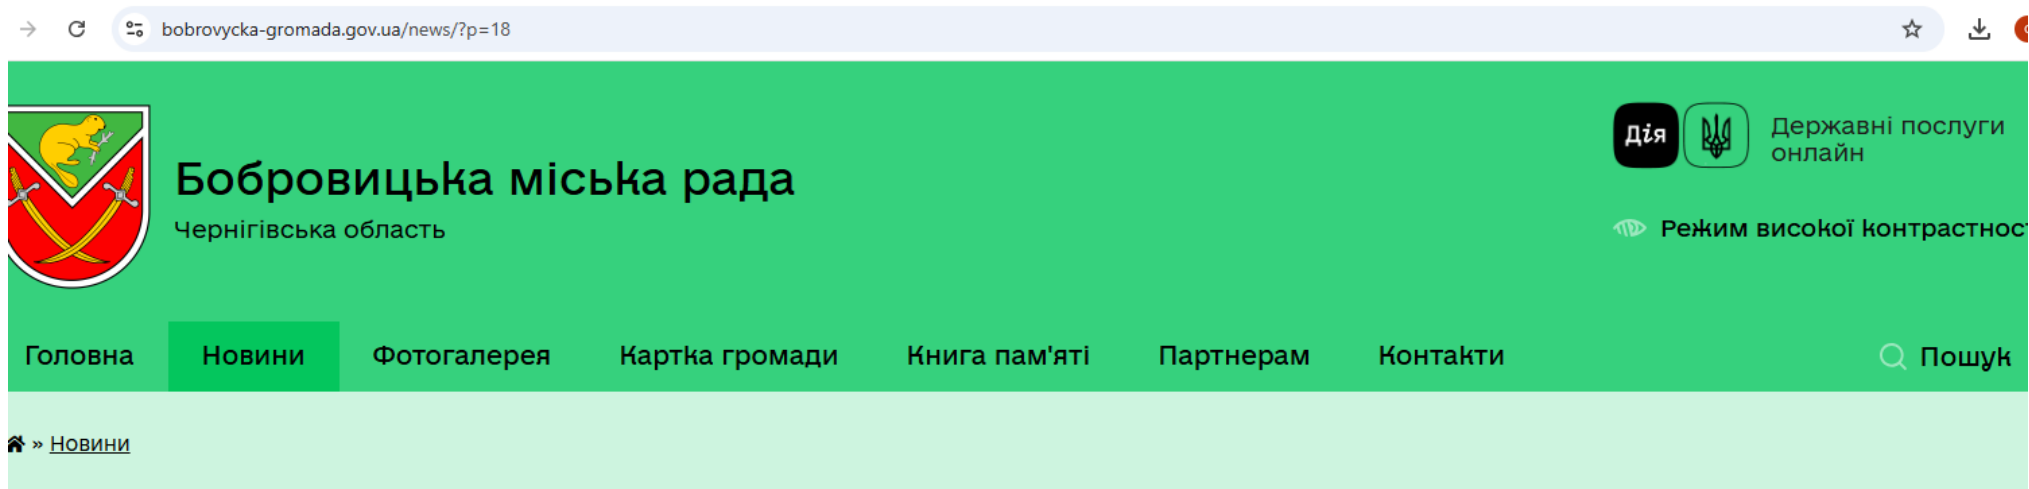 bobrovycka-gromada.gov.ua/news/?p=18
Дія
Державні послуги
онлайн
Бобровицька міська рада
Чернігівська область
Режим високої контрастнос
Головна Новини Фотогалерея Картка громади Книга пам'яті Партнерам Контакти Пошук
» Новини